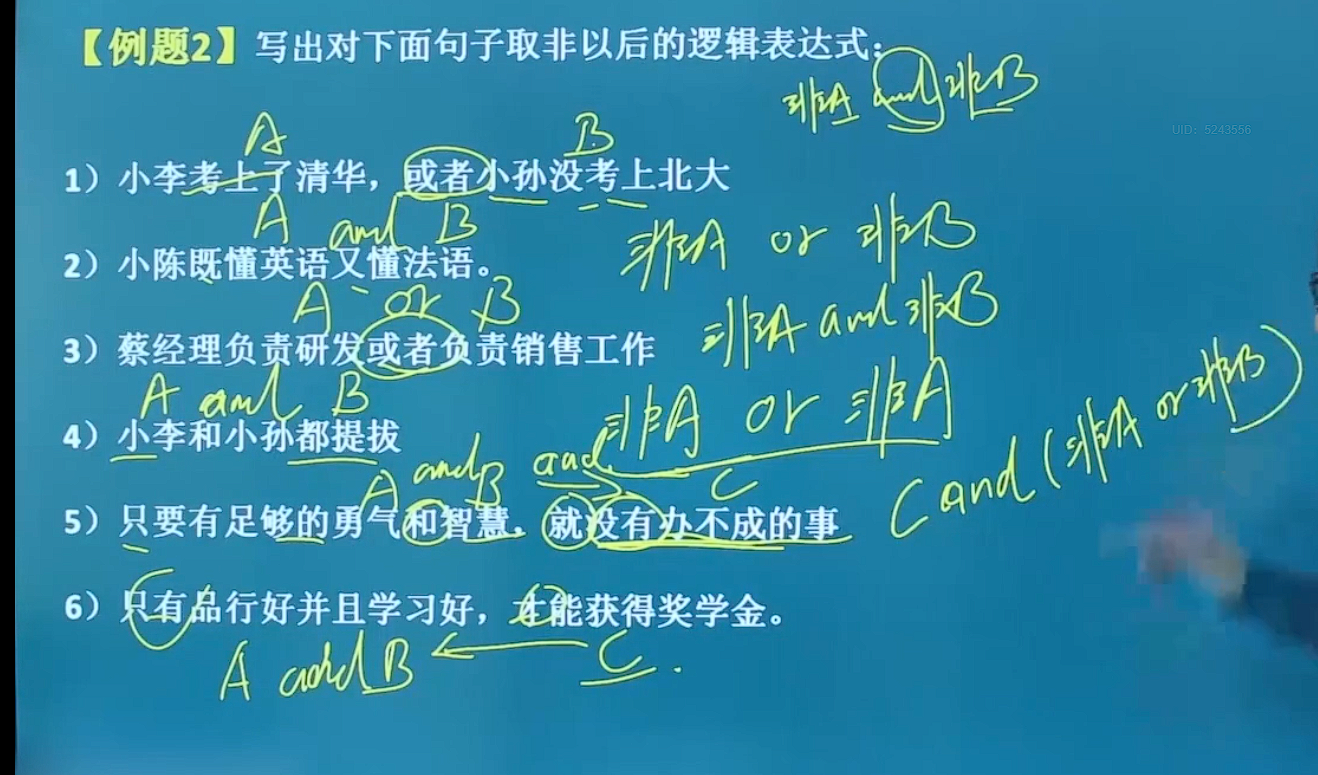 【例题2】写出对下面句子取非以后的逻辑表达式：
非A and 非B
UID: 5243556
A B
1）小李考上了清华，或者小孙没考上北大
A and B 非A or 非B
2）小陈既懂英语又懂法语。
A or B 非A and 非B
3）蔡经理负责研发或者负责销售工作
A and B 非A or 非A
4）小李和小孙都提拔
A and B and C C and (非A or 非B)
5）只要有足够的勇气和智慧，就没有办不成的事
6）只有品行好并且学习好，才能获得奖学金。
A and B ← C.